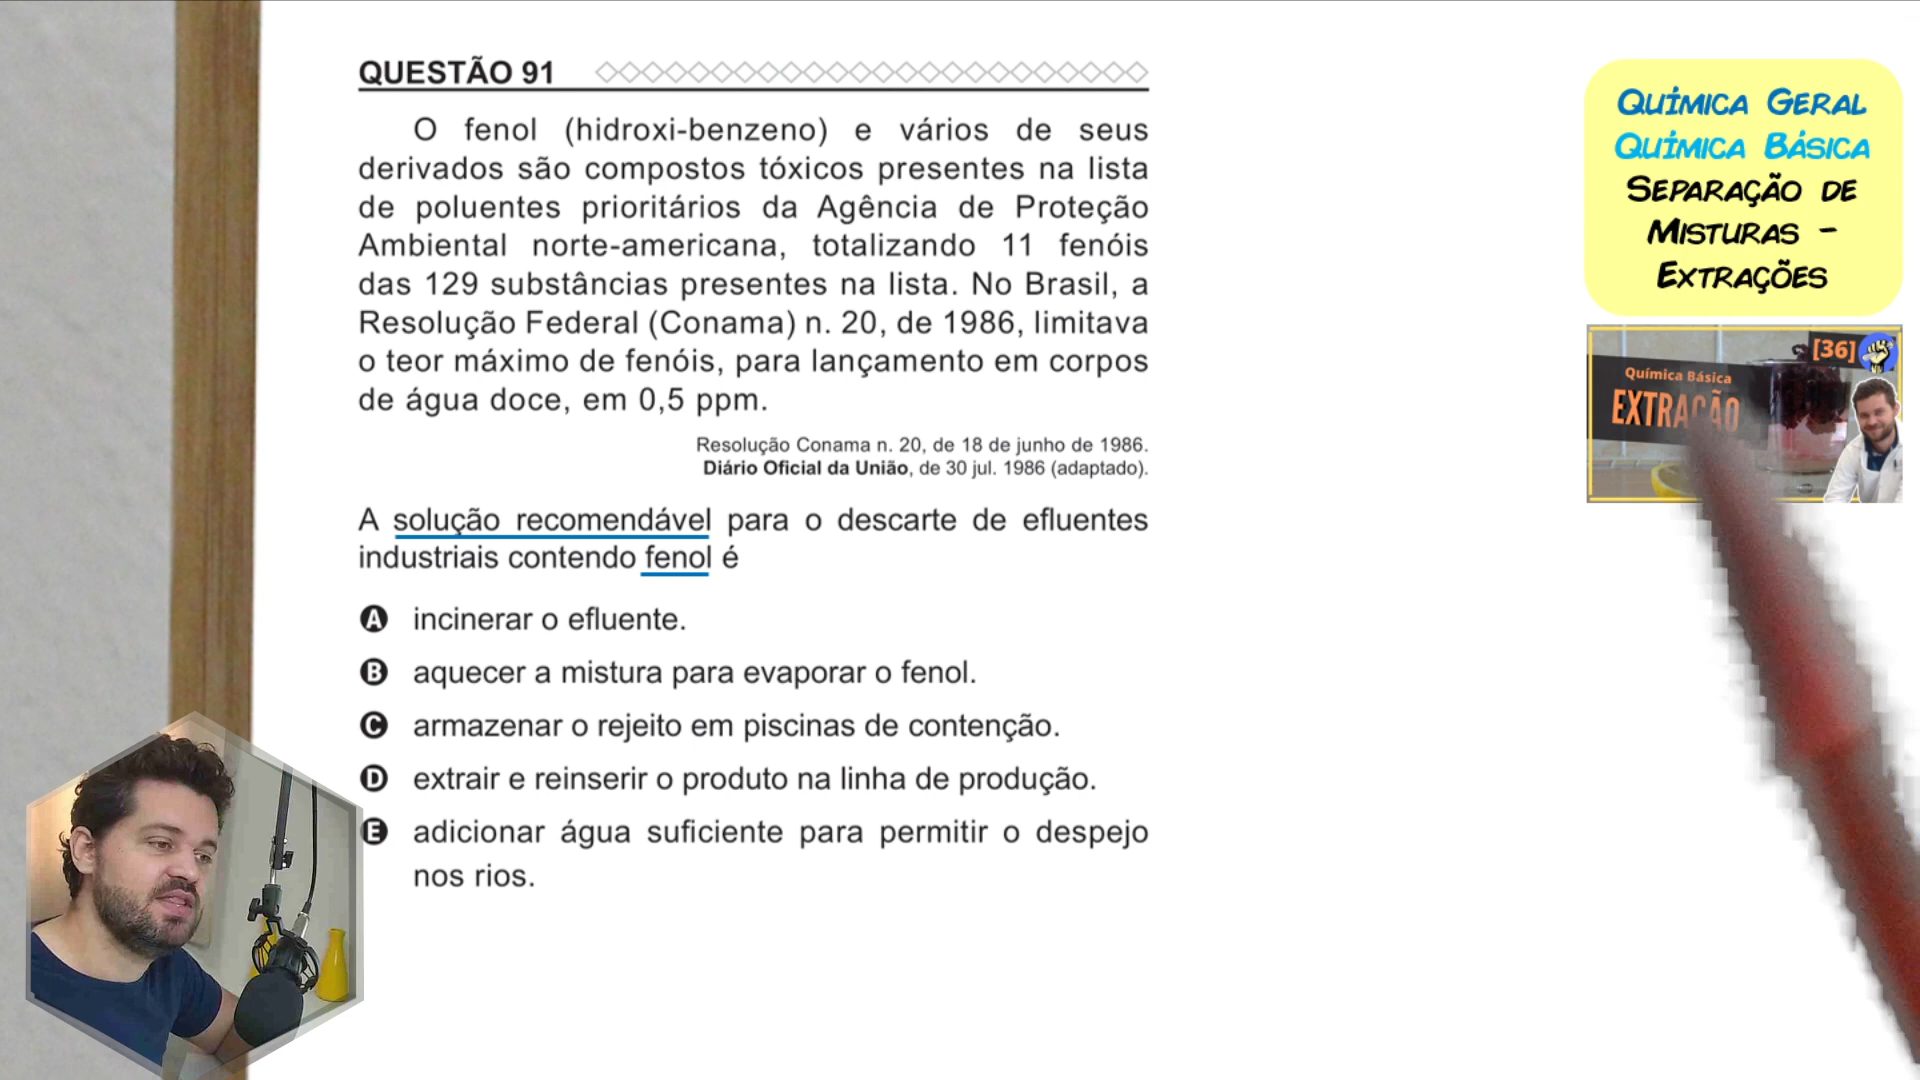 QUESTÃO 91
O fenol (hidroxi-benzeno) e vários de seus
derivados são compostos tóxicos presentes na lista
de poluentes prioritários da Agência de Proteção
Ambiental norte-americana, totalizando 11 fenóis
das 129 substâncias presentes na lista. No Brasil, a
Resolução Federal (Conama) n. 20, de 1986, limitava
o teor máximo de fenóis, para lançamento em corpos
de água doce, em 0,5 ppm.
Resolução Conama n. 20, de 18 de junho de 1986.
Diário Oficial da União, de 30 jul. 1986 (adaptado).
A solução recomendável para o descarte de efluentes
industriais contendo fenol é
A incinerar o efluente.
B aquecer a mistura para evaporar o fenol.
C armazenar o rejeito em piscinas de contenção.
D extrair e reinserir o produto na linha de produção.
E adicionar água suficiente para permitir o despejo
nos rios.
QUÍMICA GERAL
QUÍMICA BÁSICA
SEPARAÇÃO DE
MISTURAS -
EXTRAÇÕES
[36]
Química Básica
EXTRAÇÃO